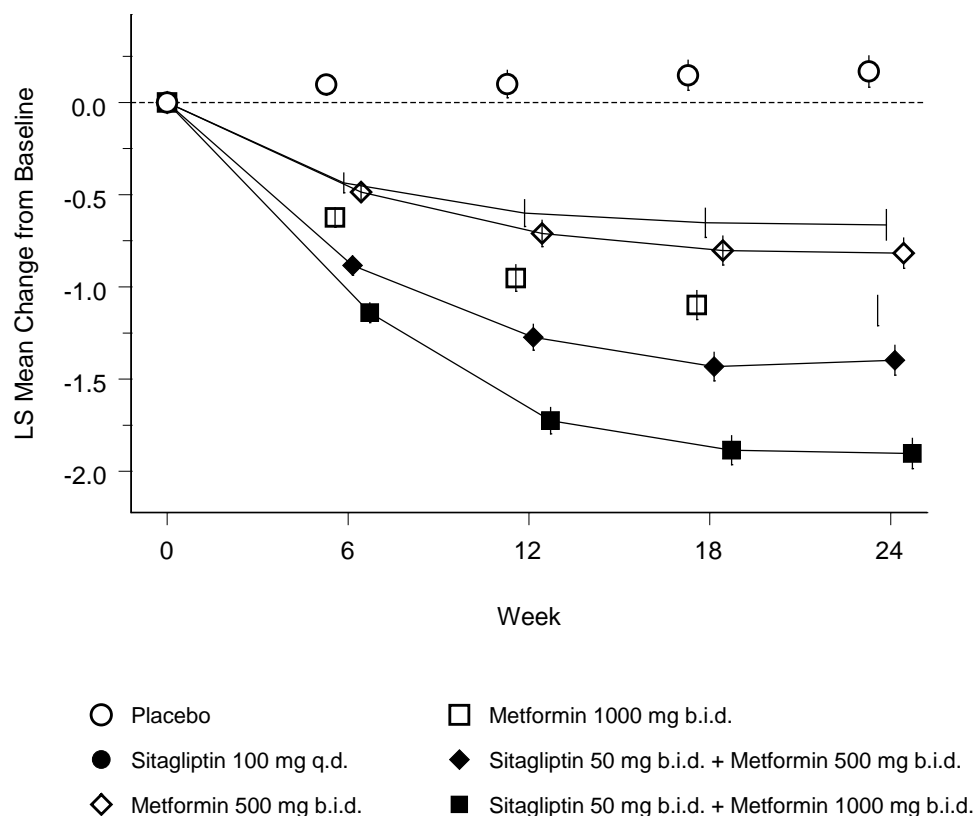 LS Mean Change from Baseline
0.0
-0.5
-1.0
-1.5
-2.0
0 6 12 18 24
Week
Placebo
Sitagliptin 100 mg q.d.
Metformin 500 mg b.i.d.
Metformin 1000 mg b.i.d.
Sitagliptin 50 mg b.i.d. + Metformin 500 mg b.i.d.
Sitagliptin 50 mg b.i.d. + Metformin 1000 mg b.i.d.